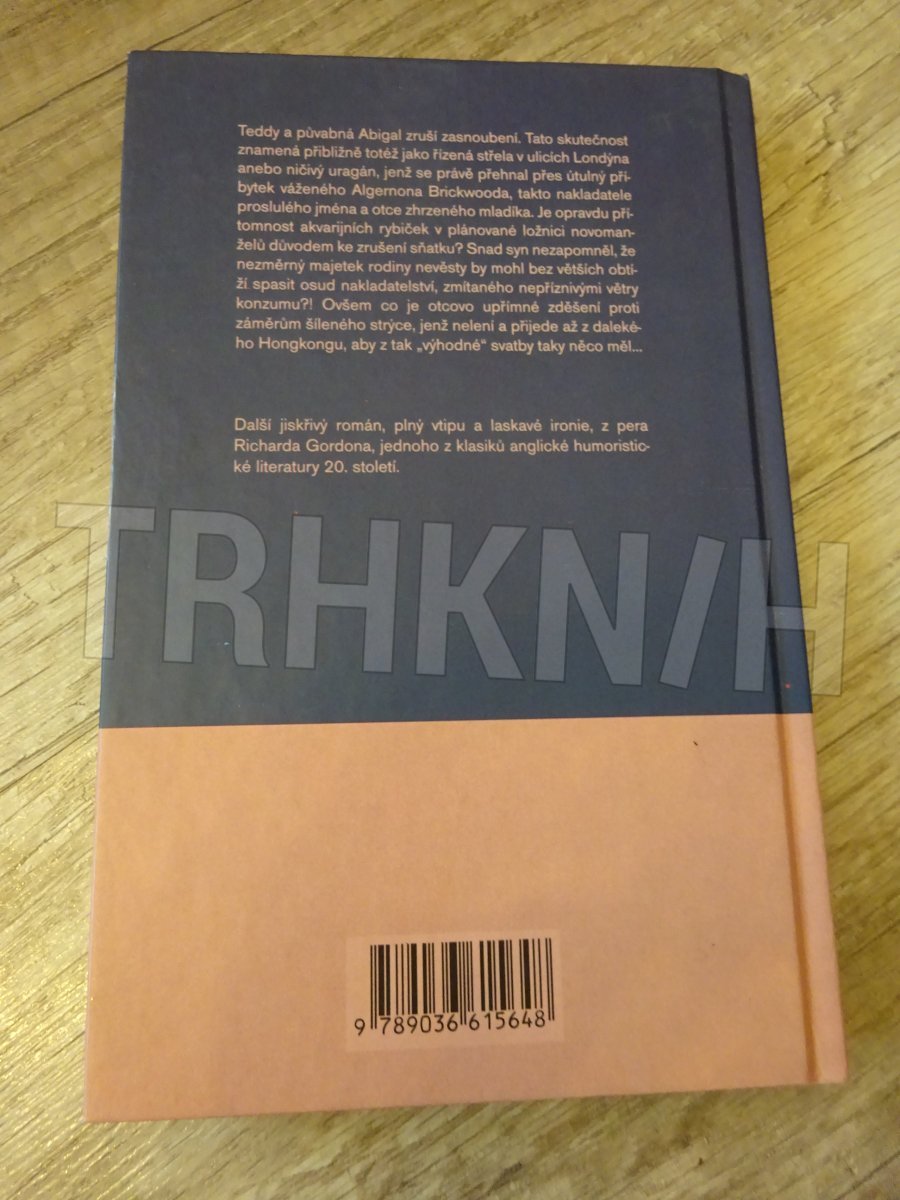 Teddy a půvabná Abigal zruší zasnoubení. Tato skutečnost
znamená přibližně totéž jako řízená střela v ulicích Londýna
anebo ničivý uragán, jenž se právě přehnal přes útulný pří-
bytek váženého Algernona Brickwooda, takto nakladatele
proslulého jména a otce zhrzeného mladíka. Je opravdu pří-
tomnost akvarijních rybiček v plánované ložnici novoman-
želů důvodem ke zrušení sňatku? Snad syn nezapomněl, že
nezměrný majetek rodiny nevěsty by mohl bez větších obtí-
ží spasit osud nakladatelství, zmítaného nepříznivými větry
konzumu?! Ovšem co je otcovo upřímné zděšení proti
záměrům šíleného strýce, jenž nelení a přijede až z daleké-
ho Hongkongu, aby z tak „výhodné“ svatby taky něco měl...
Další jiskřivý román, plný vtipu a laskavé ironie, z pera
Richarda Gordona, jednoho z klasiků anglické humoristic-
ké literatury 20. století.
TRHKNIH
9 789036 615648